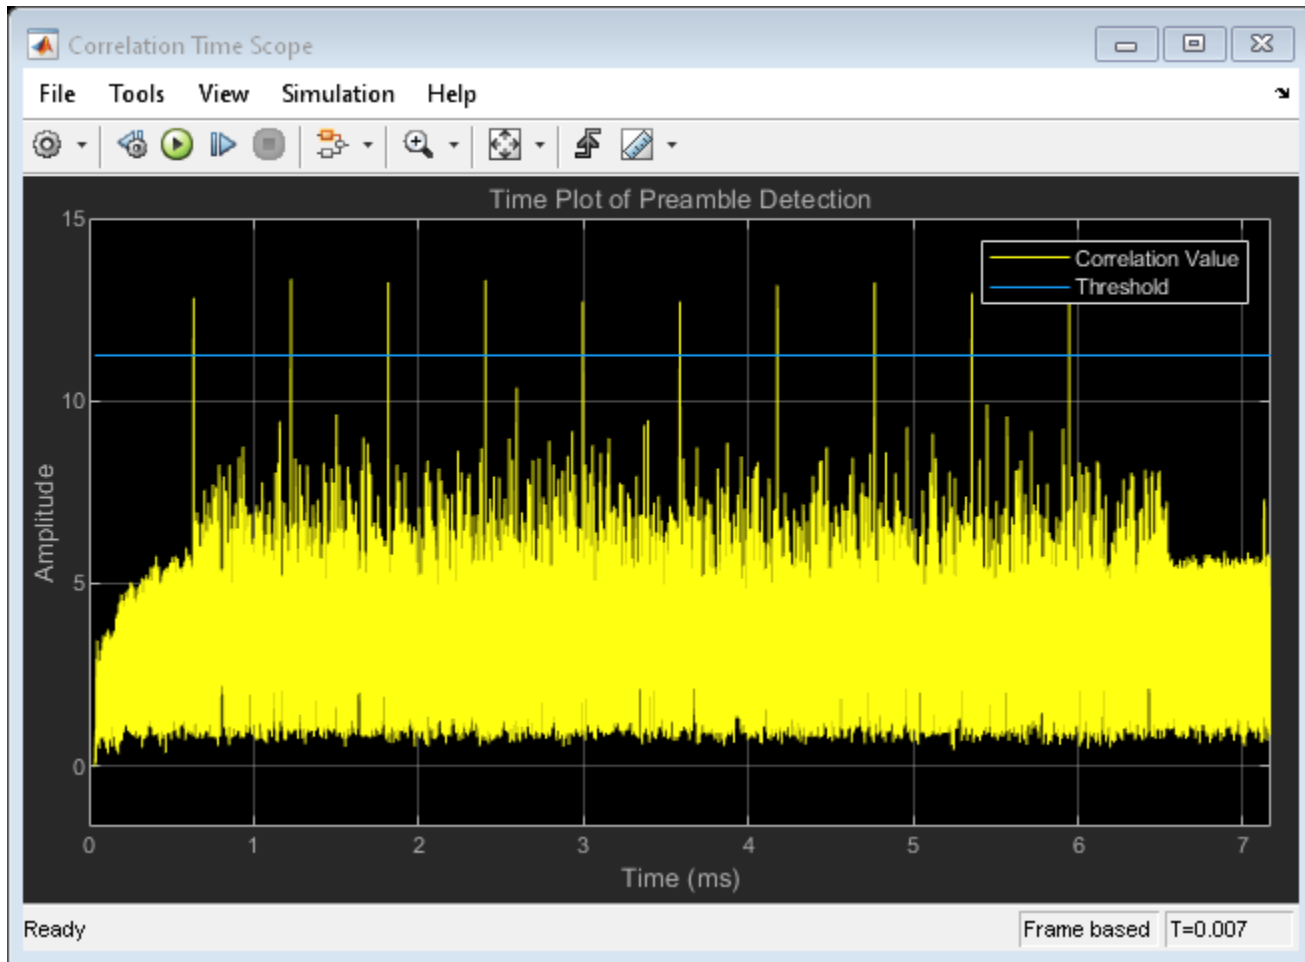 Correlation Time Scope
File Tools View Simulation Help
Time Plot of Preamble Detection
15
10
5
0
Amplitude
Correlation Value
Threshold
0 1 2 3 4 5 6 7
Time (ms)
Ready
Frame based T=0.007